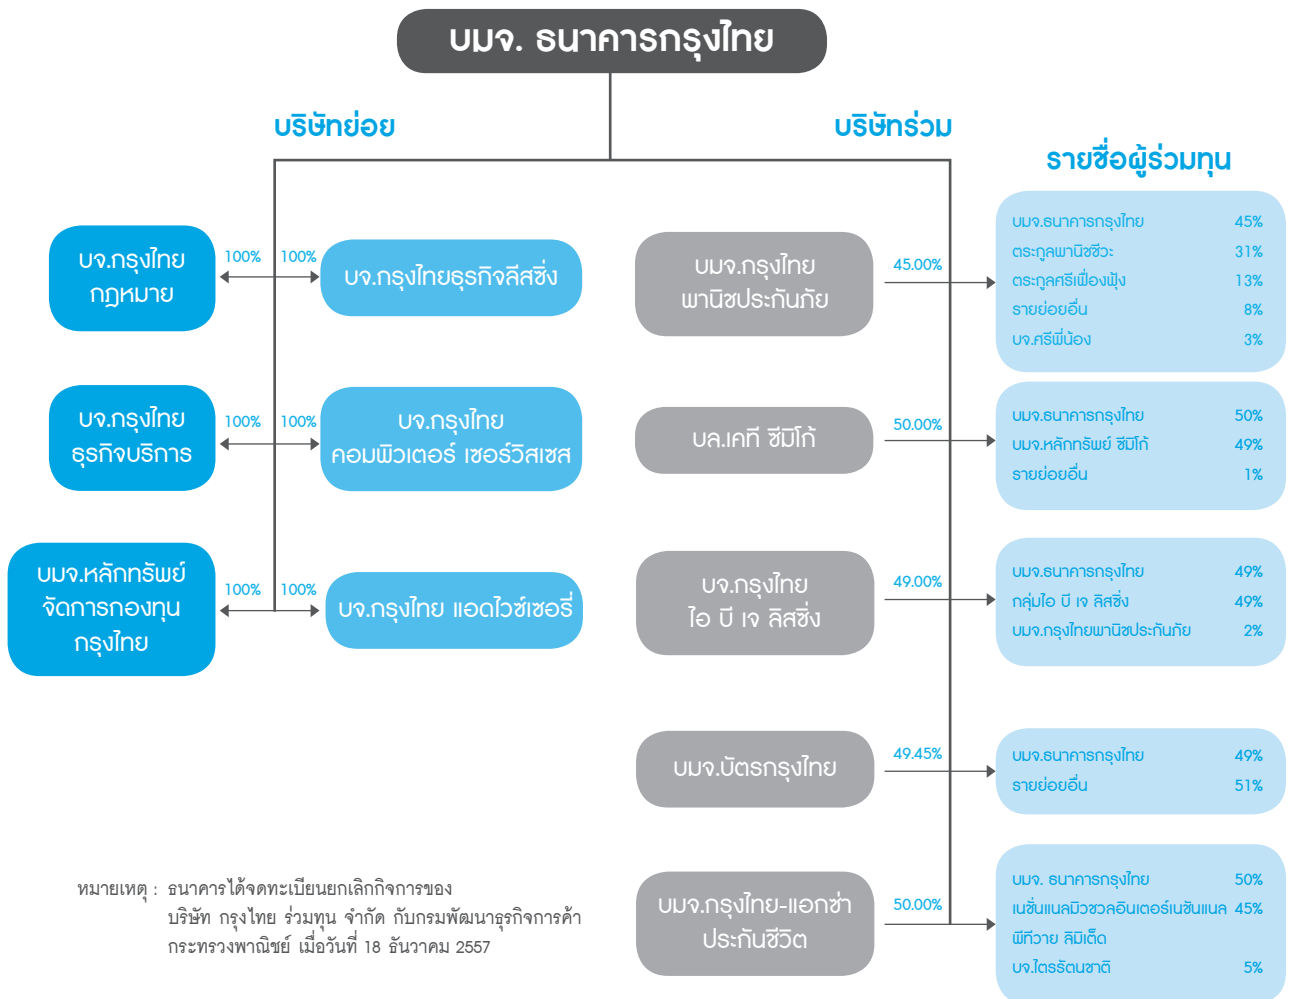 บมจ. ธนาคารกรุงไทย
บริษัทย่อย
บริษัทร่วม
รายชื่อผู้ร่วมทุน
บจ.กรุงไทย
กฎหมาย
100%
100%
บจ.กรุงไทยธุรกิจลีสซิ่ง
บจ.กรุงไทย
ธุรกิจบริการ
100%
100%
บจ.กรุงไทย
คอมพิวเตอร์ เซอร์วิสเซส
บมจ.หลักทรัพย์
จัดการกองทุน
กรุงไทย
100%
100%
บจ.กรุงไทย แอดไวซ์เซอรี่
บมจ.กรุงไทย
พานิชประกันภัย
45.00%
บมจ.ธนาคารกรุงไทย 45%
ตระกูลพานิชชีวะ 31%
ตระกูลศรีเฟื่องฟุ้ง 13%
รายย่อยอื่น 8%
บจ.ศรีพี่น้อง 3%
บล.เคที ซีมิโก้
50.00%
บมจ.ธนาคารกรุงไทย 50%
บมจ.หลักทรัพย์ ซีมิโก้ 49%
รายย่อยอื่น 1%
บจ.กรุงไทย
ไอ บี เจ ลิสซิ่ง
49.00%
บมจ.ธนาคารกรุงไทย 49%
กลุ่มไอ บี เจ ลิสซิ่ง 49%
บมจ.กรุงไทยพานิชประกันภัย 2%
บมจ.บัตรกรุงไทย
49.45%
บมจ.ธนาคารกรุงไทย 49%
รายย่อยอื่น 51%
บมจ.กรุงไทย-แอกซ่า
ประกันชีวิต
50.00%
บมจ. ธนาคารกรุงไทย 50%
เนชั่นแนลมิวชวลอินเตอร์เนชันแนล 45%
พีทีวาย ลิมิเต็ด
บจ.ไตรรัตนชาติ 5%
หมายเหตุ : ธนาคารได้จดทะเบียนยกเลิกกิจการของ
บริษัท กรุงไทย ร่วมทุน จำกัด กับกรมพัฒนาธุรกิจการค้า
กระทรวงพาณิชย์ เมื่อวันที่ 18 ธันวาคม 2557